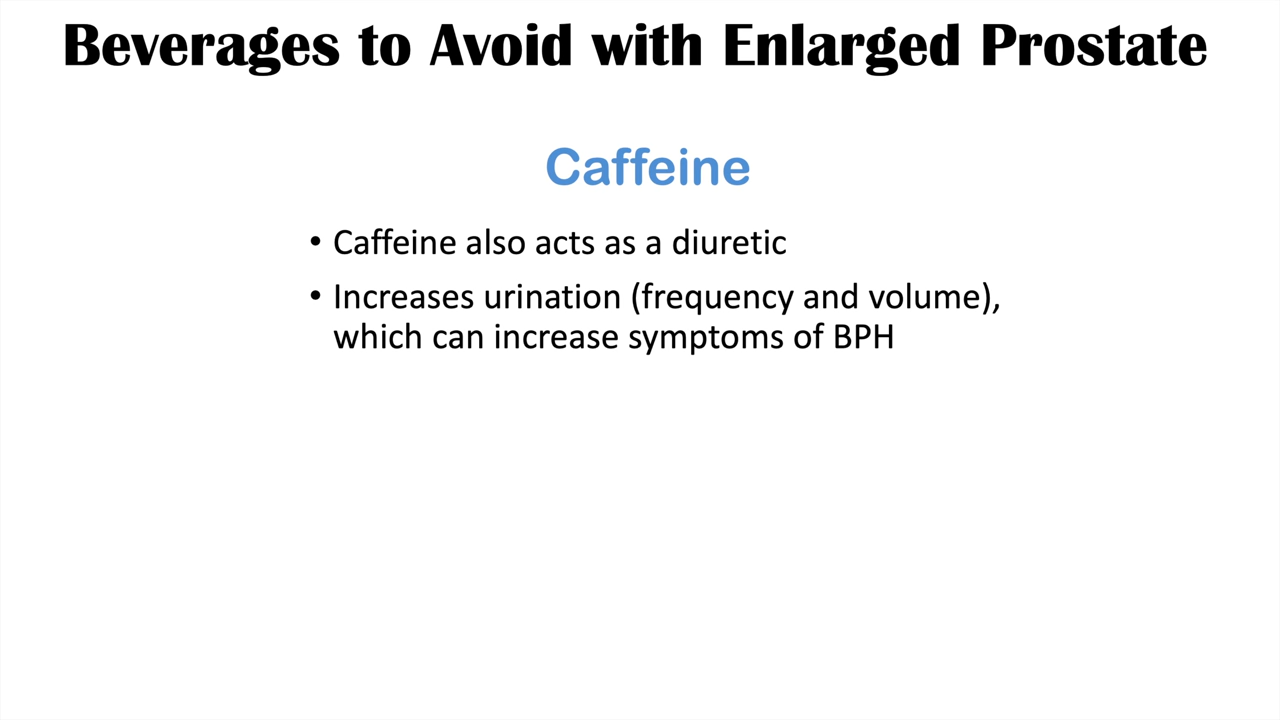 Beverages to Avoid with Enlarged Prostate
Caffeine
• Caffeine also acts as a diuretic
• Increases urination (frequency and volume),
which can increase symptoms of BPH